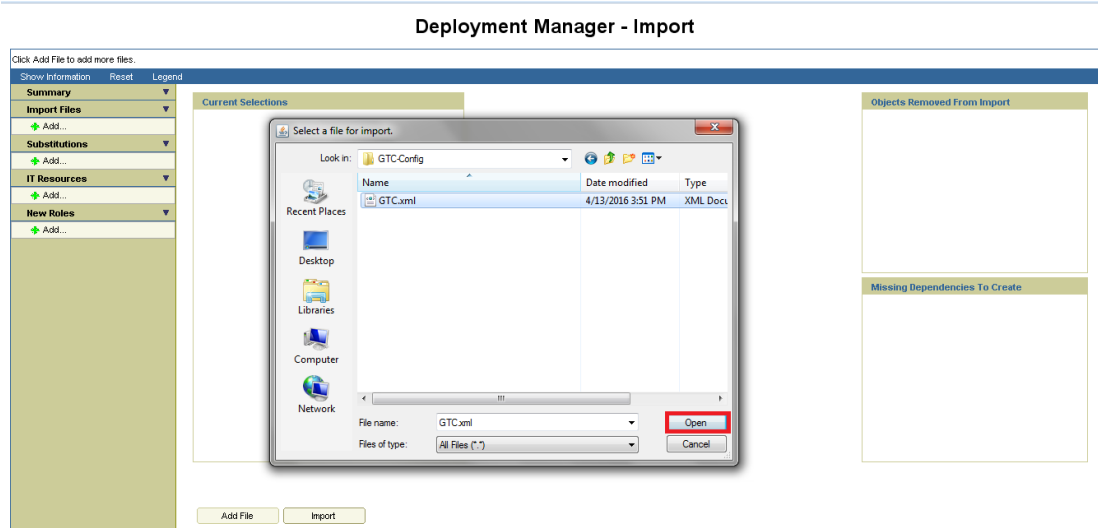 Deployment Manager - Import
Click Add File to add more files.
Show Information Reset Legend
Summary
Import Files
Add...
Substitutions
Add...
IT Resources
Add...
New Roles
Add...
Current Selections
Objects Removed From Import
Missing Dependencies To Create
Select a file for import.
Look in: GTC-Config
Name Date modified Type
GTC.xml 4/13/2016 3:51 PM XML Docu
Recent Places
Desktop
Libraries
Computer
Network
File name: GTC.xml Open
Files of type: All Files (*.*) Cancel
Add File Import